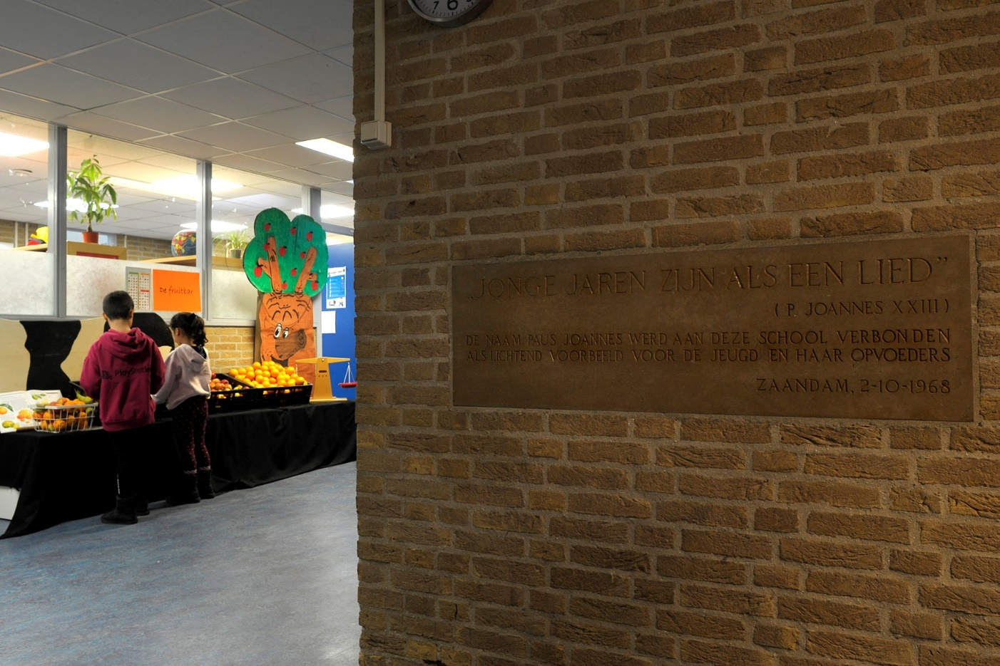 7 6
De fruitbar
PlayStation
„JONGE JAREN ZIJN ALS EEN LIED”
( P. JOANNES XXIII )
DE NAAM PAUS JOANNES WERD AAN DEZE SCHOOL VERBONDEN
ALS LICHTEND VOORBEELD VOOR DE JEUGD EN HAAR OPVOEDERS
ZAANDAM, 2-10-1968